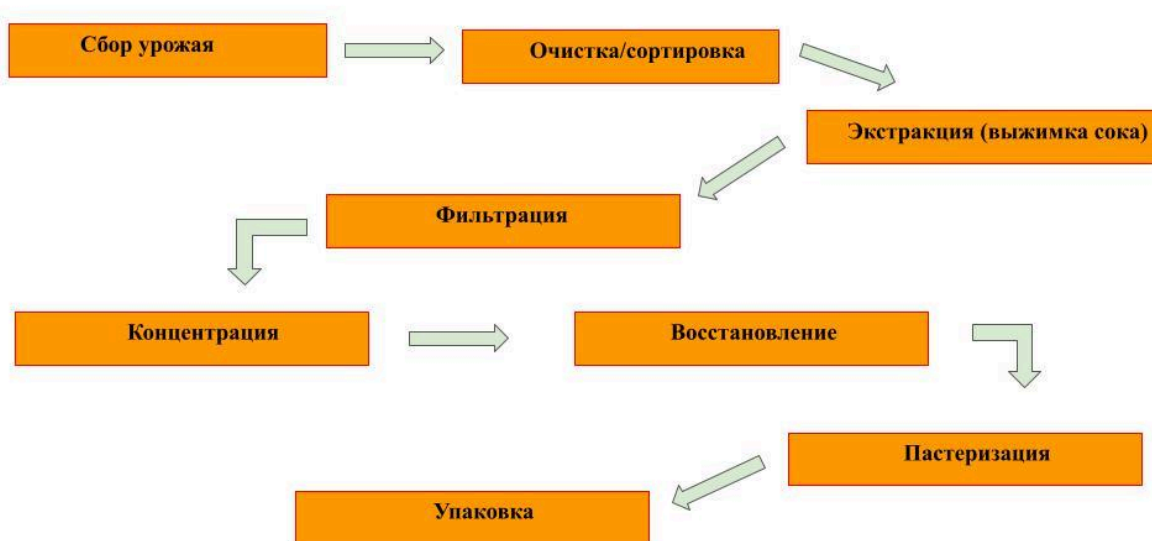 Сбор урожая
Очистка/сортировка
Экстракция (выжимка сока)
Фильтрация
Концентрация
Восстановление
Пастеризация
Упаковка